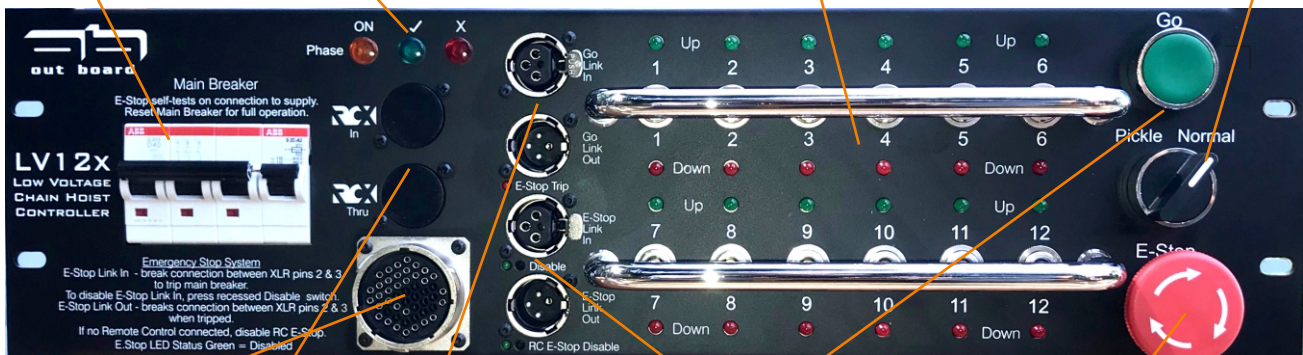 out board
Main Breaker
E-Stop self-tests on connection to supply.
Reset Main Breaker for full operation.
ABB
ABB
LV12x
LOW VOLTAGE
CHAIN HOIST
CONTROLLER
Emergency Stop System
E-Stop Link In - break connection between XLR pins 2 & 3
to trip main breaker.
To disable E-Stop Link In, press recessed Disable switch.
E-Stop Link Out - breaks connection between XLR pins 2 & 3
when tripped.
If no Remote Control connected, disable RC E-Stop.
E.Stop LED Status Green = Disabled
ON ✓ X
Phase
RCX
In
RCX
Thru
Go
Link
In
PUSH
Go
Link
Out
E-Stop Trip
E-Stop
Link
In
Disable
E-Stop
Link
Out
RC E-Stop Disable
Up Up
1 2 3 4 5 6
1 2 3 4 5 6
Down Down
Up Up
7 8 9 10 11 12
7 8 9 10 11 12
Down Down
Go
Pickle Normal
E-Stop